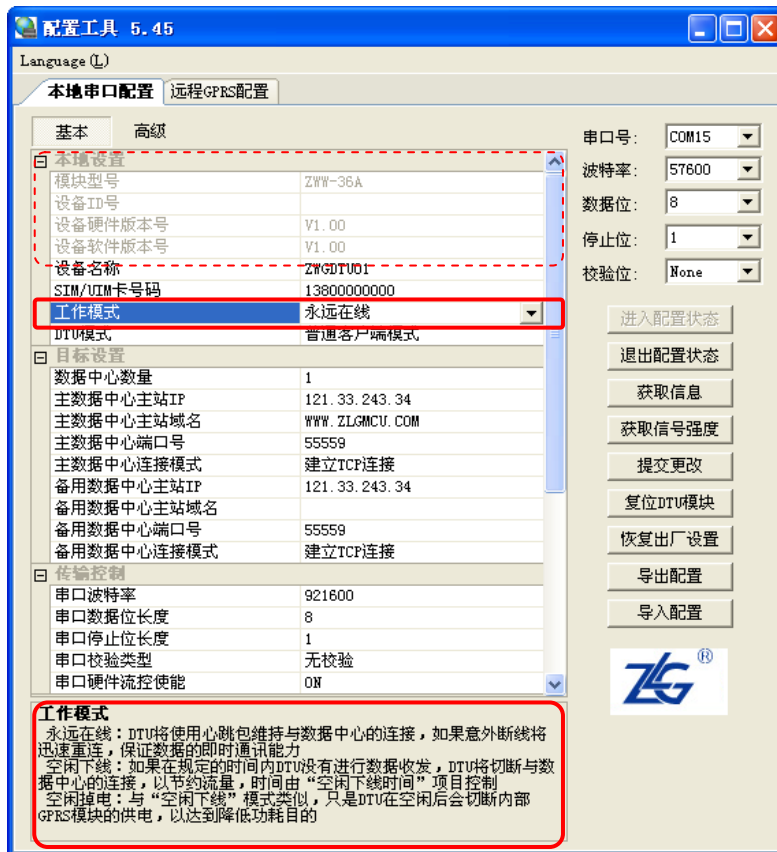 配置工具 5.45
Language(L)
本地串口配置 远程GPRS配置
基本 高级
本地设置
模块型号 ZWW-36A
设备ID号
设备硬件版本号 V1.00
设备软件版本号 V1.00
设备名称 ZWGDTU01
SIM/UIM卡号码 13800000000
工作模式 永远在线
DTU模式 普通客户端模式
目标设置
数据中心数量 1
主数据中心主站IP 121.33.243.34
主数据中心主站域名 WWW.ZLGMCU.COM
主数据中心端口号 55559
主数据中心连接模式 建立TCP连接
备用数据中心主站IP 121.33.243.34
备用数据中心主站域名
备用数据中心端口号 55559
备用数据中心连接模式 建立TCP连接
传输控制
串口波特率 921600
串口数据位长度 8
串口停止位长度 1
串口校验类型 无校验
串口硬件流控使能 ON
工作模式
永远在线：DTU将使用心跳包维持与数据中心的连接，如果意外断线将
迅速重连，保证数据的即时通讯能力
空闲下线：如果在规定的时间内DTU没有进行数据收发，DTU将切断与数
据中心的连接，以节约流量，时间由“空闲下线时间”项目控制
空闲掉电：与“空闲下线”模式类似，只是DTU在空闲后会切断内部
GPRS模块的供电，以达到降低功耗目的
串口号: COM15
波特率: 57600
数据位: 8
停止位: 1
校验位: None
进入配置状态
退出配置状态
获取信息
获取信号强度
提交更改
复位DTU模块
恢复出厂设置
导出配置
导入配置
ZLG®